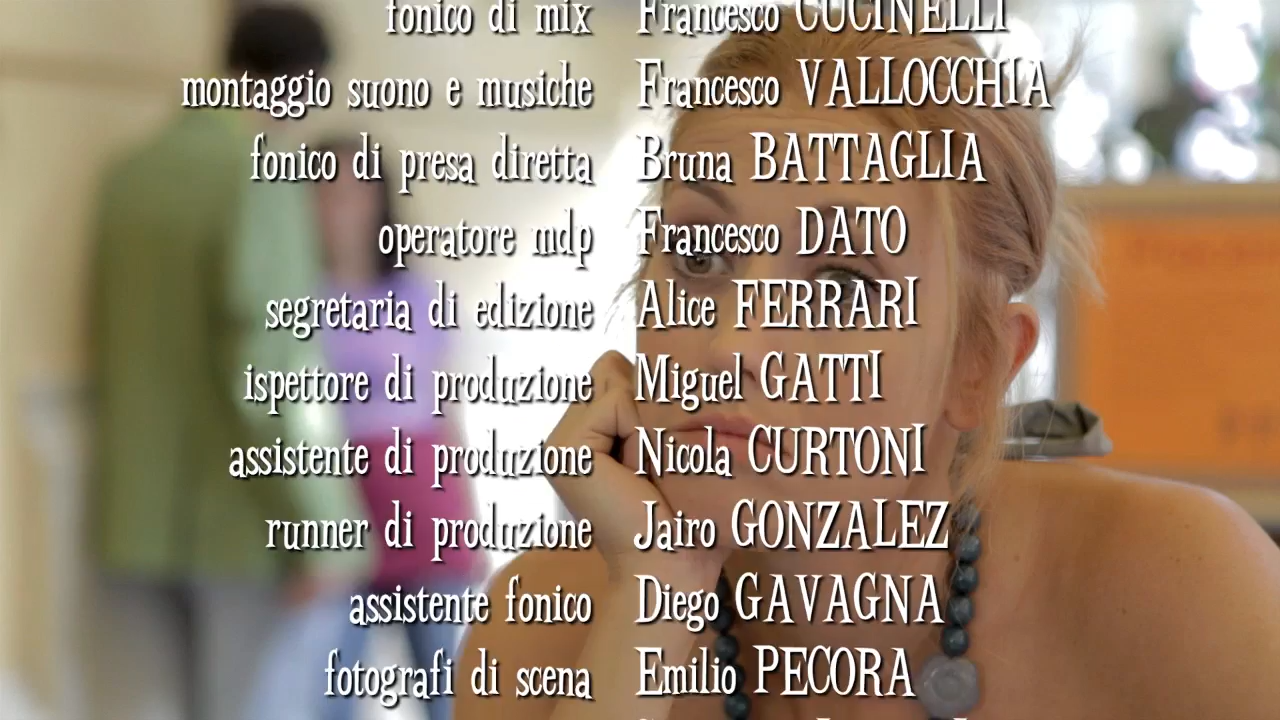 fonico di mix Francesco CUCINELLI
montaggio suono e musiche Francesco VALLOCCHIA
fonico di presa diretta Bruna BATTAGLIA
operatore mdp Francesco DATO
segretaria di edizione Alice FERRARI
ispettore di produzione Miguel GATTI
assistente di produzione Nicola CURTONI
runner di produzione Jairo GONZALEZ
assistente fonico Diego GAVAGNA
fotografi di scena Emilio PECORA